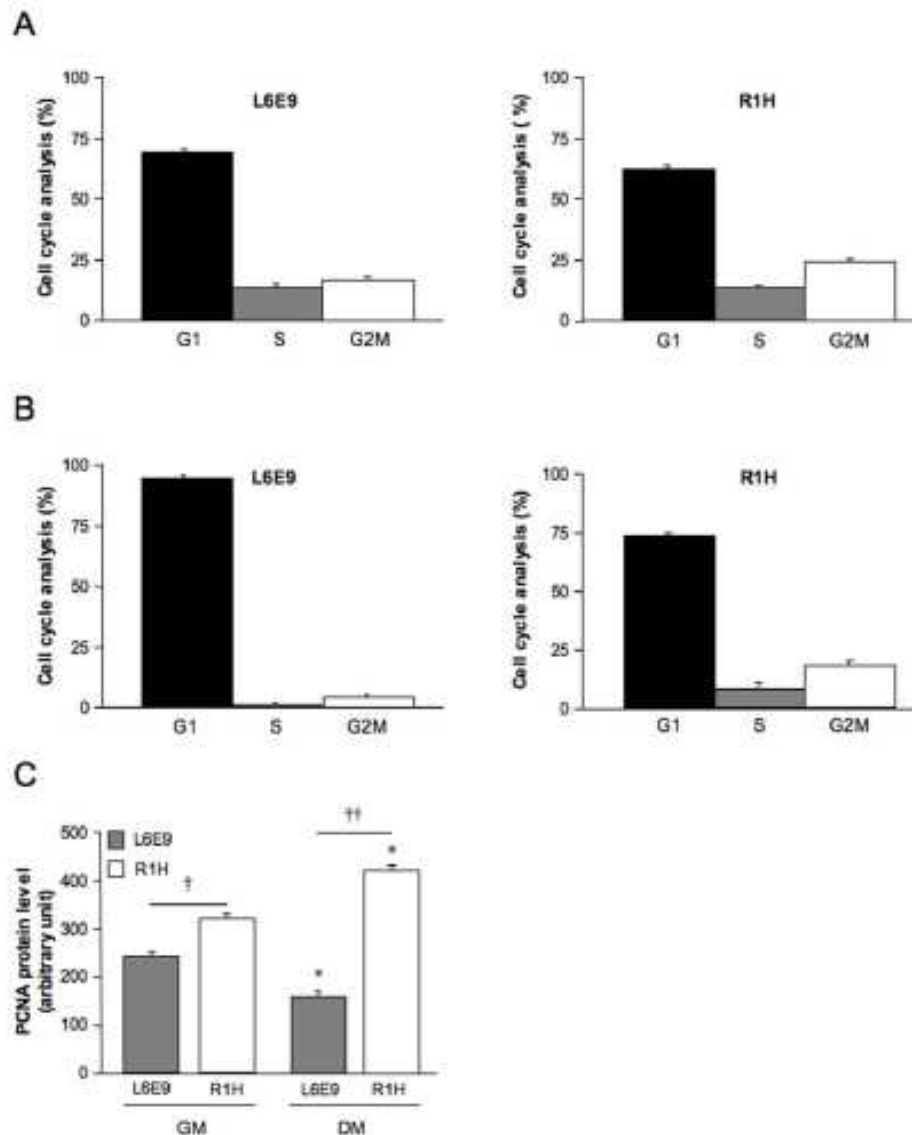 A
Cell cycle analysis (%)
100
75
50
25
0
L6E9
G1 S G2M
Cell cycle analysis ( %)
100
75
50
25
0
R1H
G1 S G2M
B
Cell cycle analysis (%)
100
75
50
25
0
L6E9
G1 S G2M
Cell cycle analysis (%)
100
75
50
25
0
R1H
G1 S G2M
C
PCNA protein level
(arbitrary unit)
500
400
300
200
100
0
L6E9
R1H
†
††
*
*
L6E9 R1H L6E9 R1H
GM DM